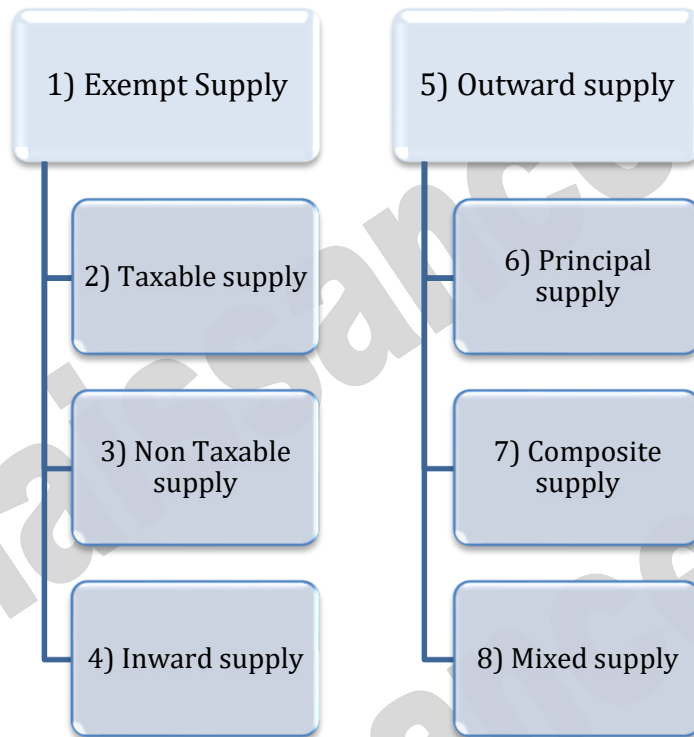 1) Exempt Supply
2) Taxable supply
3) Non Taxable
supply
4) Inward supply
5) Outward supply
6) Principal
supply
7) Composite
supply
8) Mixed supply